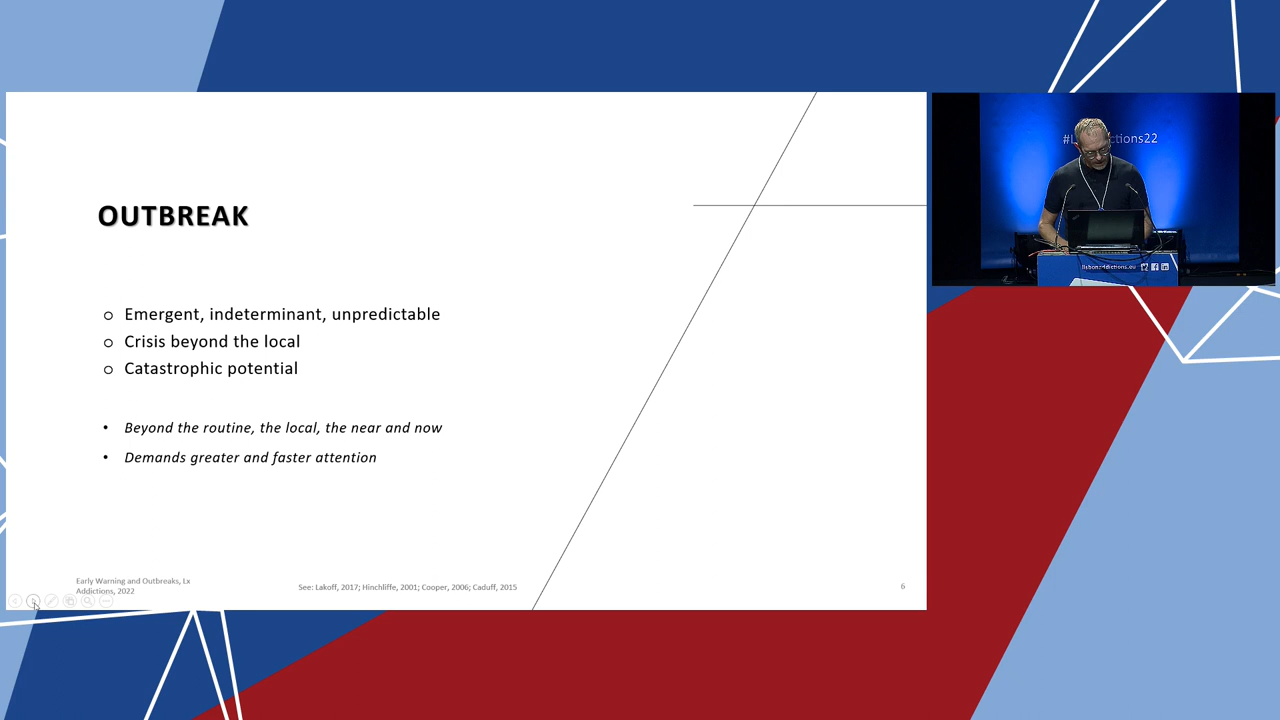 OUTBREAK
Emergent, indeterminant, unpredictable
Crisis beyond the local
Catastrophic potential
Beyond the routine, the local, the near and now
Demands greater and faster attention
Early Warning and Outbreaks, Lx
Addictions, 2022
See: Lakoff, 2017; Hinchliffe, 2001; Cooper, 2006; Caduff, 2015
6
lisbonaddictions.eu